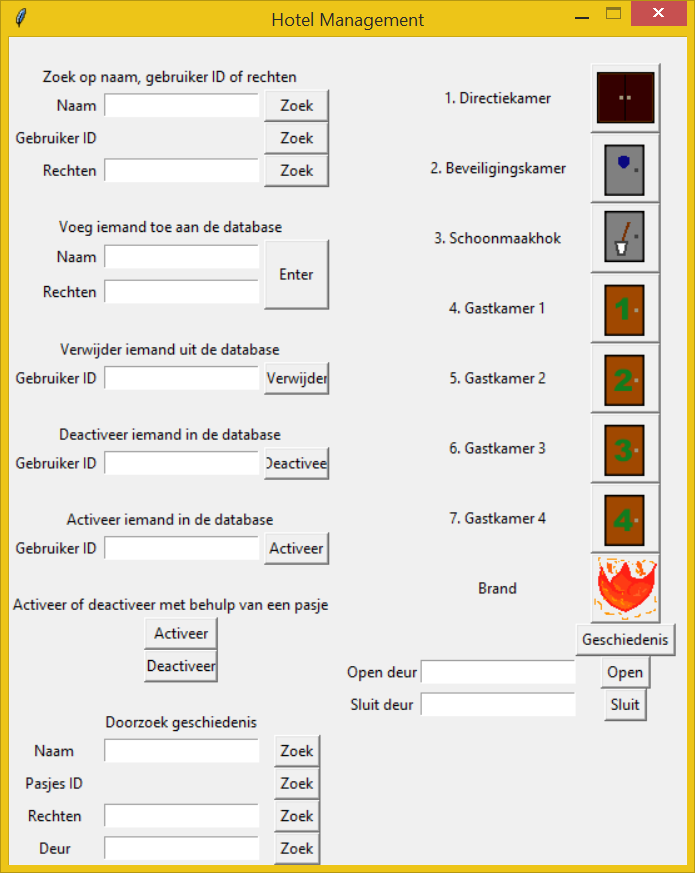 Hotel Management
Zoek op naam, gebruiker ID of rechten
Naam Zoek
Gebruiker ID Zoek
Rechten Zoek
Voeg iemand toe aan de database
Naam
Enter
Rechten
Verwijder iemand uit de database
Gebruiker ID Verwijder
Deactiveer iemand in de database
Gebruiker ID Deactivee
Activeer iemand in de database
Gebruiker ID Activeer
Activeer of deactiveer met behulp van een pasje
Activeer
Deactiveer
Doorzoek geschiedenis
Naam Zoek
Pasjes ID Zoek
Rechten Zoek
Deur Zoek
1. Directiekamer
2. Beveiligingskamer
3. Schoonmaakhok
4. Gastkamer 1 1
5. Gastkamer 2 2
6. Gastkamer 3 3
7. Gastkamer 4 4
Brand
Geschiedenis
Open deur Open
Sluit deur Sluit